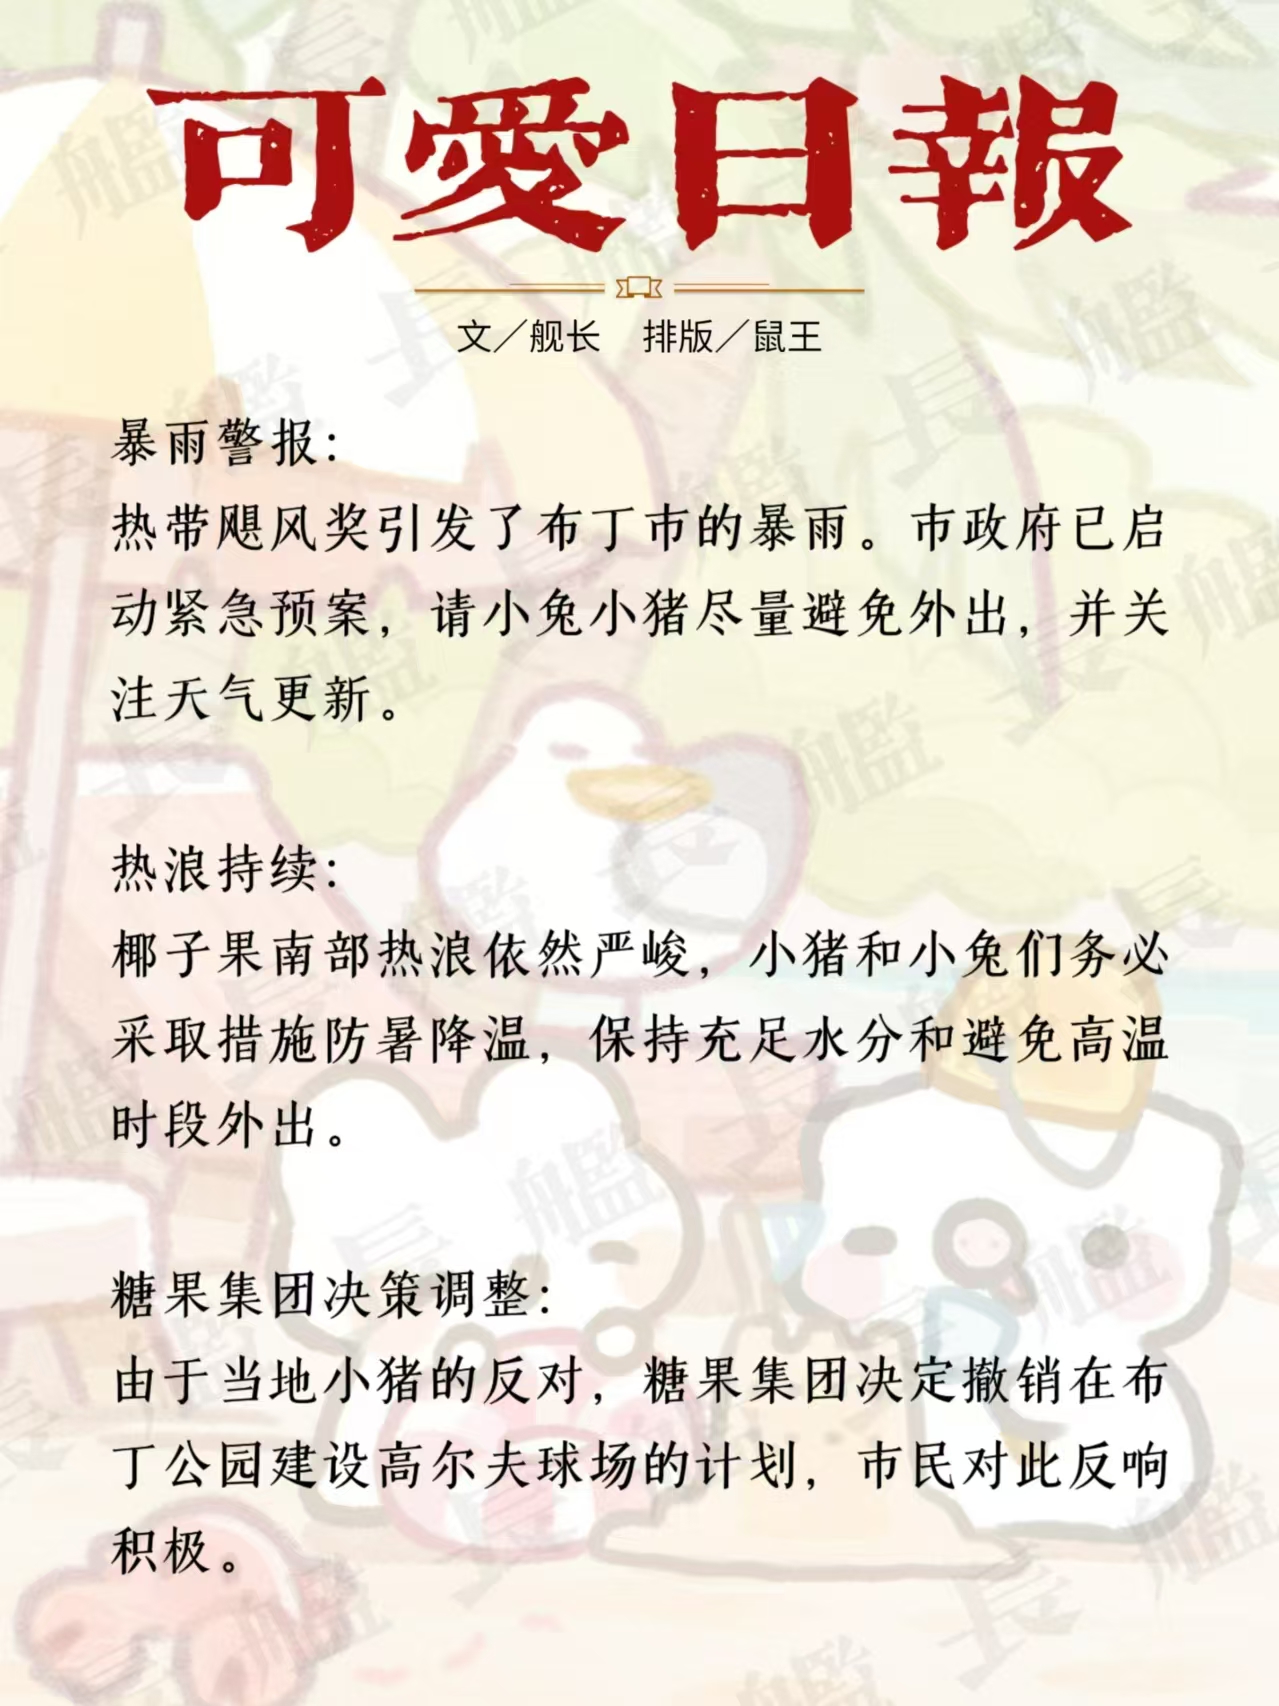 可愛日報
文／舰长 排版／鼠王
暴雨警报：
热带飓风奖引发了布丁市的暴雨。市政府已启
动紧急预案，请小兔小猪尽量避免外出，并关
注天气更新。
热浪持续：
椰子果南部热浪依然严峻，小猪和小兔们务必
采取措施防暑降温，保持充足水分和避免高温
时段外出。
糖果集团决策调整：
由于当地小猪的反对，糖果集团决定撤销在布
丁公园建设高尔夫球场的计划，市民对此反响
积极。